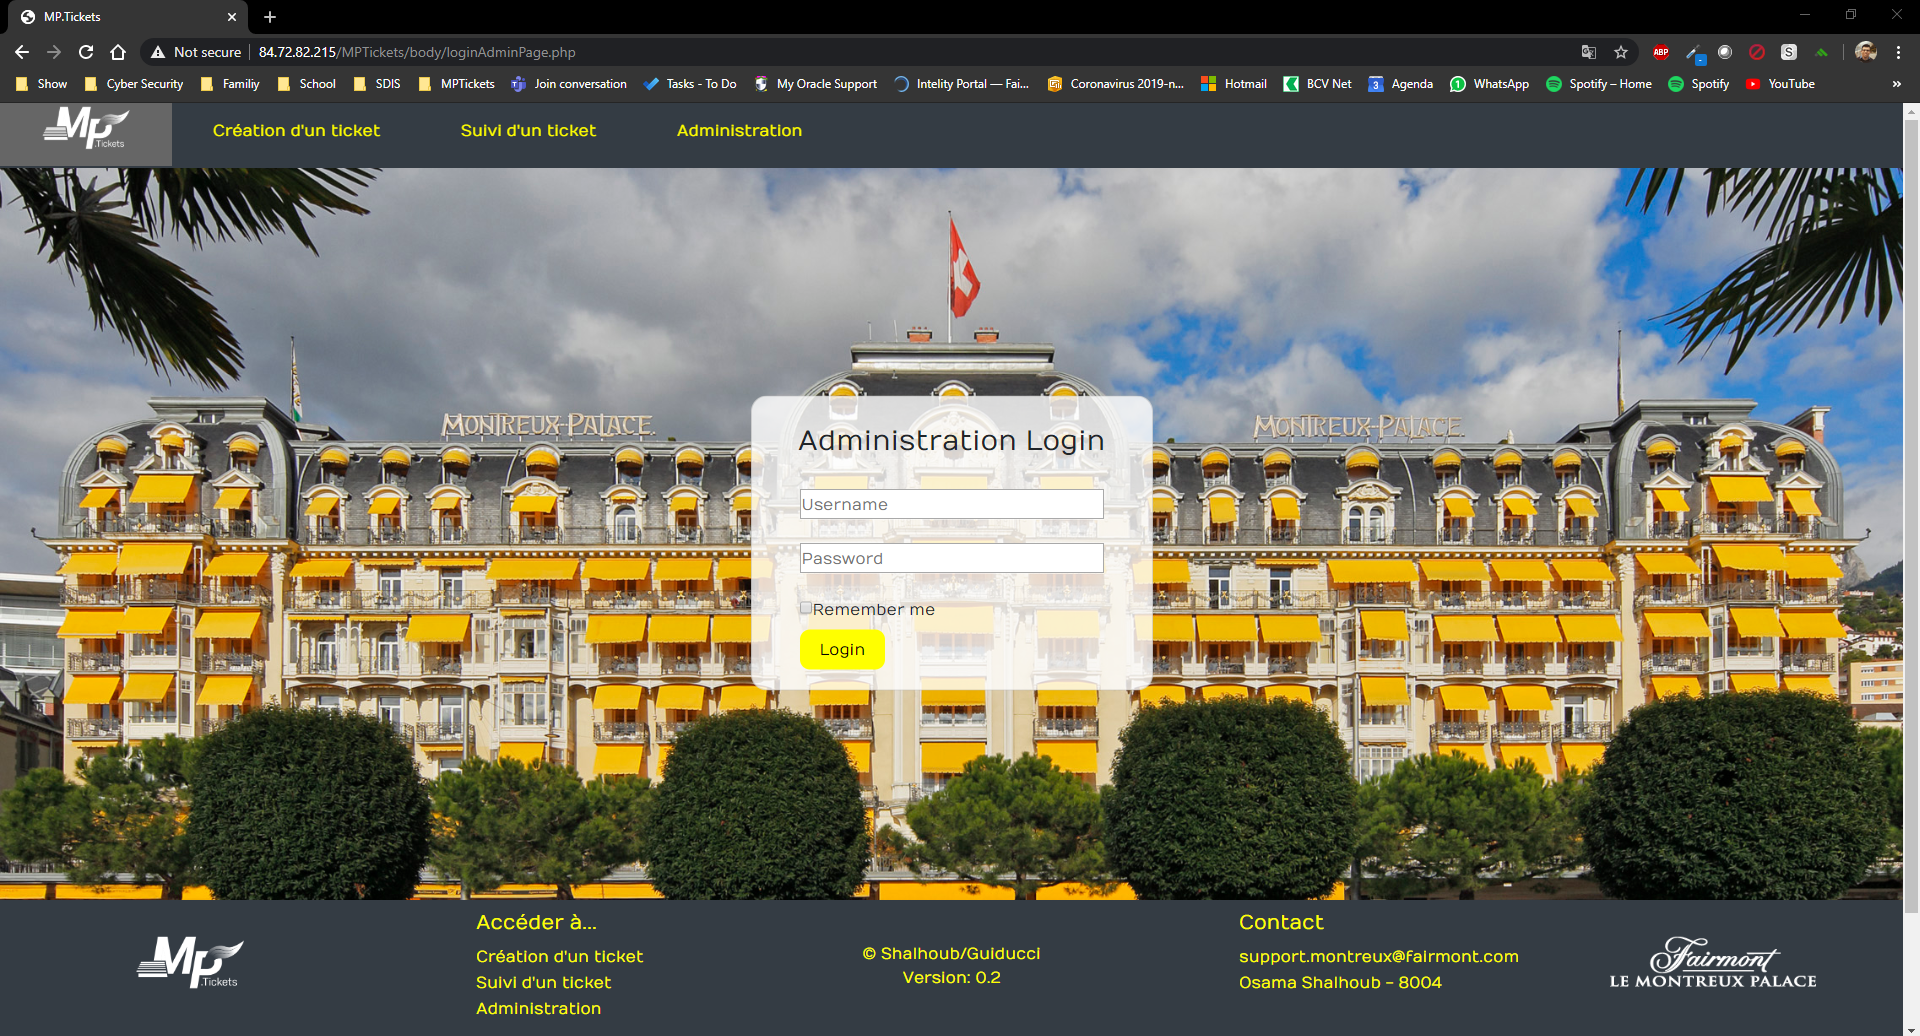 MP.Tickets
Not secure
84.72.82.215/MPTickets/body/loginAdminPage.php
ABP
S
Show
Cyber Security
Familiy
School
SDIS
MPTickets
Join conversation
Tasks - To Do
My Oracle Support
Intelity Portal — Fai...
Coronavirus 2019-n...
Hotmail
BCV Net
3
Agenda
1
WhatsApp
Spotify – Home
Spotify
YouTube
»
Mp
.Tickets
Création d'un ticket
Suivi d'un ticket
Administration
MONTREUX-PALACE.
MONTREUX-PALACE.
Administration Login
Username
Password
Remember me
Login
Mp
.Tickets
Accéder à...
Création d'un ticket
Suivi d'un ticket
Administration
© Shalhoub/Guiducci
Version: 0.2
Contact
support.montreux@fairmont.com
Osama Shalhoub - 8004
Fairmont
LE MONTREUX PALACE